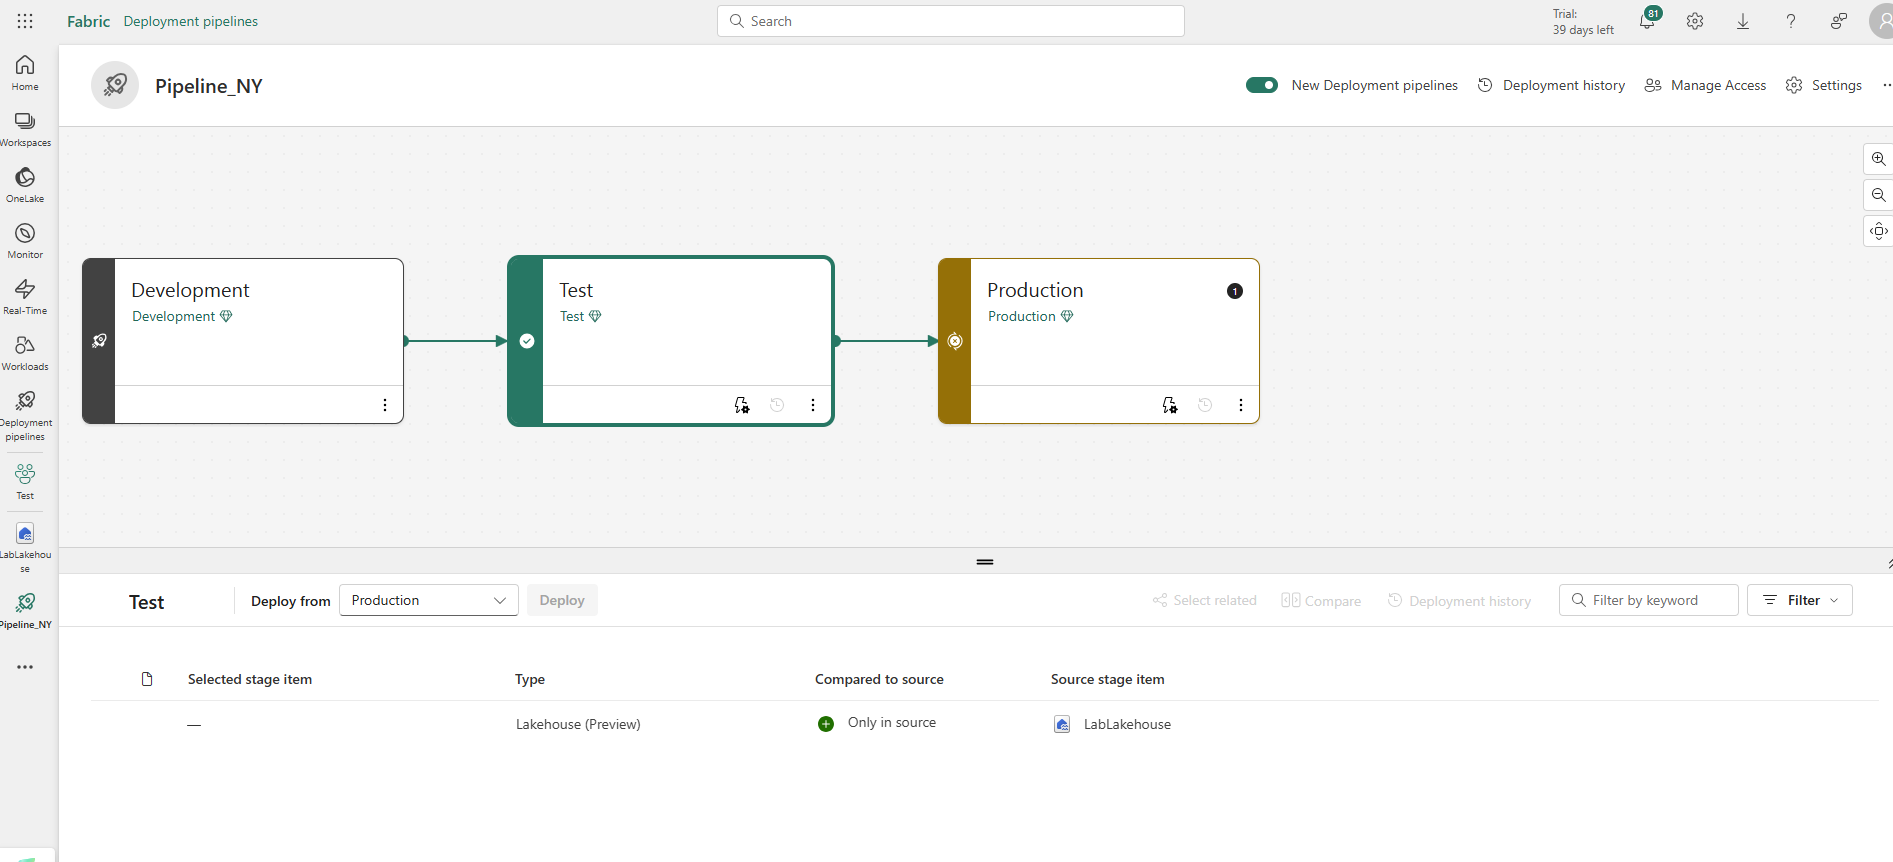 Fabric Deployment pipelines
Search
Trial:
39 days left
81
Home
Workspaces
OneLake
Monitor
Real-Time
Workloads
Deployment
pipelines
Test
LabLakehou
se
Pipeline_NY
Pipeline_NY
New Deployment pipelines
Deployment history
Manage Access
Settings
Development
Development
Test
Test
Production
1
Production
Test
Deploy from
Production
Deploy
Select related
Compare
Deployment history
Filter by keyword
Filter
Selected stage item
Type
Compared to source
Source stage item
—
Lakehouse (Preview)
Only in source
LabLakehouse